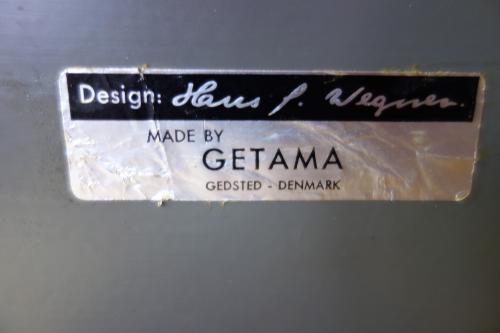 Design: Hans J. Wegner.
MADE BY
GETAMA
GEDSTED - DENMARK